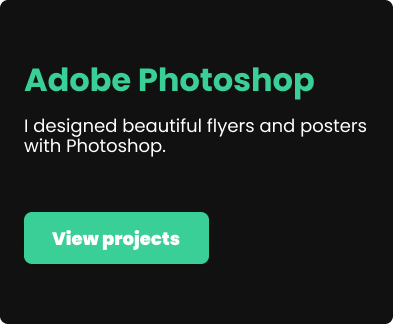 Adobe Photoshop
I designed beautiful flyers and posters
with Photoshop.
View projects